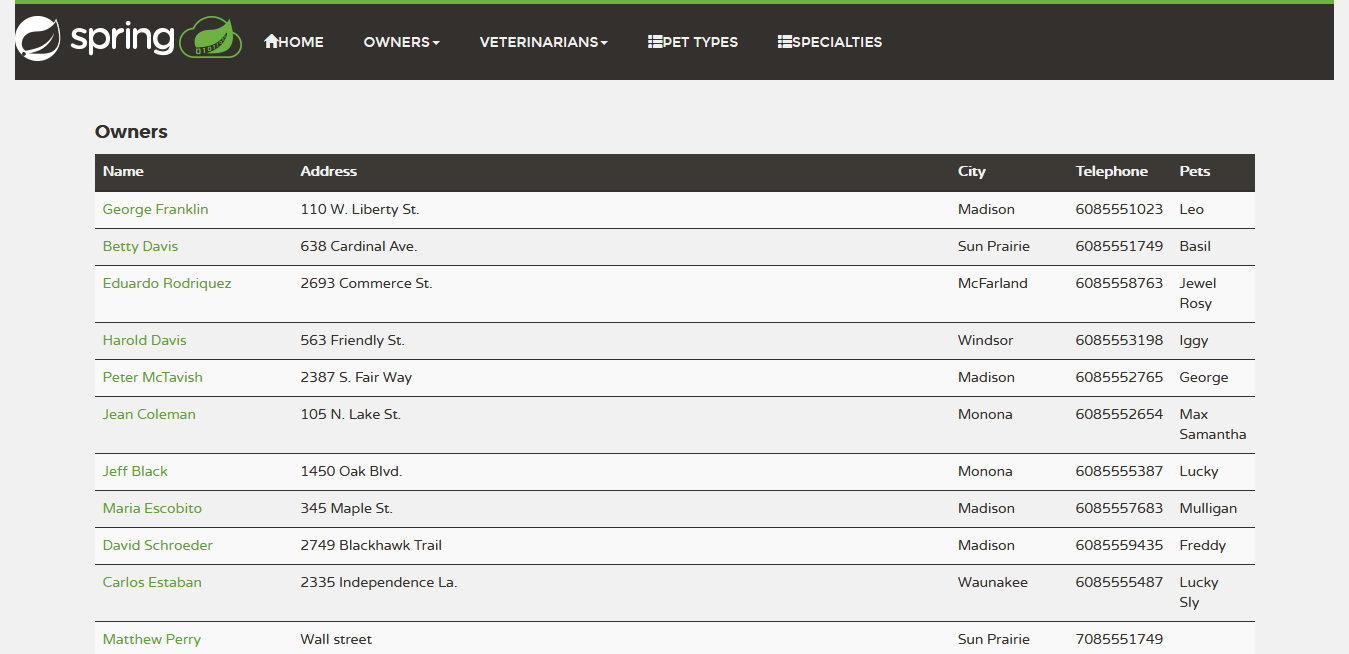 spring HOME OWNERS VETERINARIANS PET TYPES SPECIALTIES
Owners
Name Address City Telephone Pets
George Franklin 110 W. Liberty St. Madison 6085551023 Leo
Betty Davis 638 Cardinal Ave. Sun Prairie 6085551749 Basil
Eduardo Rodriquez 2693 Commerce St. McFarland 6085558763 Jewel
Rosy
Harold Davis 563 Friendly St. Windsor 6085553198 Iggy
Peter McTavish 2387 S. Fair Way Madison 6085552765 George
Jean Coleman 105 N. Lake St. Monona 6085552654 Max
Samantha
Jeff Black 1450 Oak Blvd. Monona 6085555387 Lucky
Maria Escobito 345 Maple St. Madison 6085557683 Mulligan
David Schroeder 2749 Blackhawk Trail Madison 6085559435 Freddy
Carlos Estaban 2335 Independence La. Waunakee 6085555487 Lucky
Sly
Matthew Perry Wall street Sun Prairie 7085551749